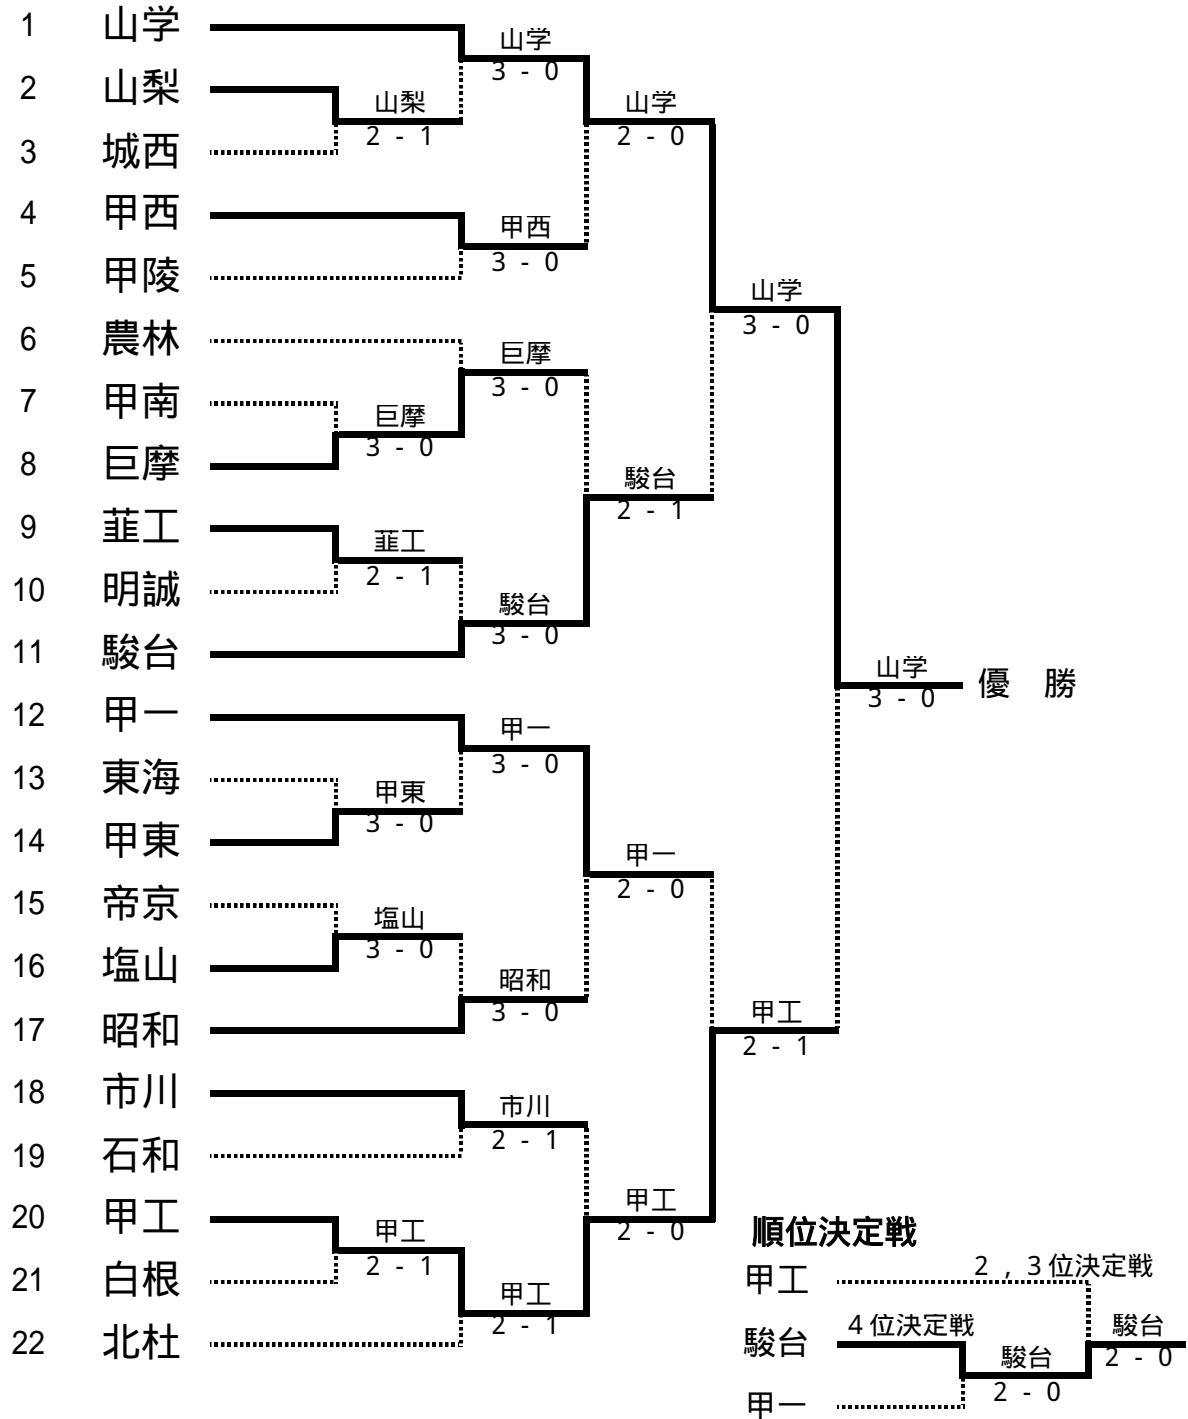 1 山学
山学
3 - 0
2 山梨
山梨
2 - 1
山学
2 - 0
3 城西
4 甲西
甲西
3 - 0
5 甲陵
山学
3 - 0
6 農林
巨摩
3 - 0
7 甲南
巨摩
3 - 0
8 巨摩
駿台
2 - 1
9 韮工
韮工
2 - 1
10 明誠
駿台
3 - 0
11 駿台
山学
3 - 0
優 勝
12 甲一
甲一
3 - 0
13 東海
甲東
3 - 0
14 甲東
甲一
2 - 0
15 帝京
塩山
3 - 0
16 塩山
昭和
3 - 0
17 昭和
甲工
2 - 1
18 市川
市川
2 - 1
19 石和
20 甲工
甲工
2 - 1
甲工
2 - 0
21 白根
甲工
2 - 1
22 北杜
順位決定戦
甲工
2 , 3位決定戦
駿台
4位決定戦
駿台
2 - 0
駿台
2 - 0
甲一